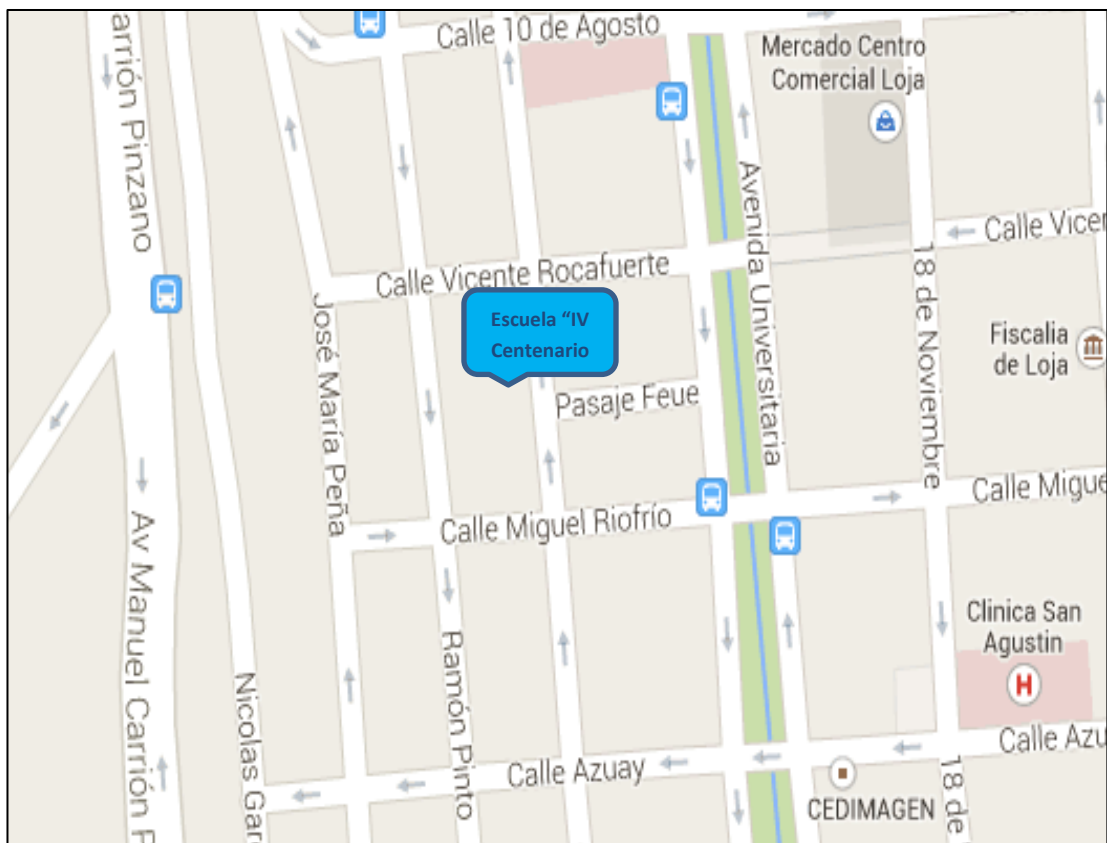 Calle 10 de Agosto
Mercado Centro
Comercial Loja
arrión Pinzano
Avenida Universitaria
Calle Vicer
Calle Vicente Rocafuerte
18 de Noviembre
José María Peña
Escuela “IV
Centenario
Fiscalia
de Loja
Pasaje Feue
Calle Migue
Calle Miguel Riofrío
Av Manuel Carrión P
Clinica San
Agustin
H
Ramón Pinto
Nicolas Gar
Calle Azu
Calle Azuay
18 de
CEDIMAGEN